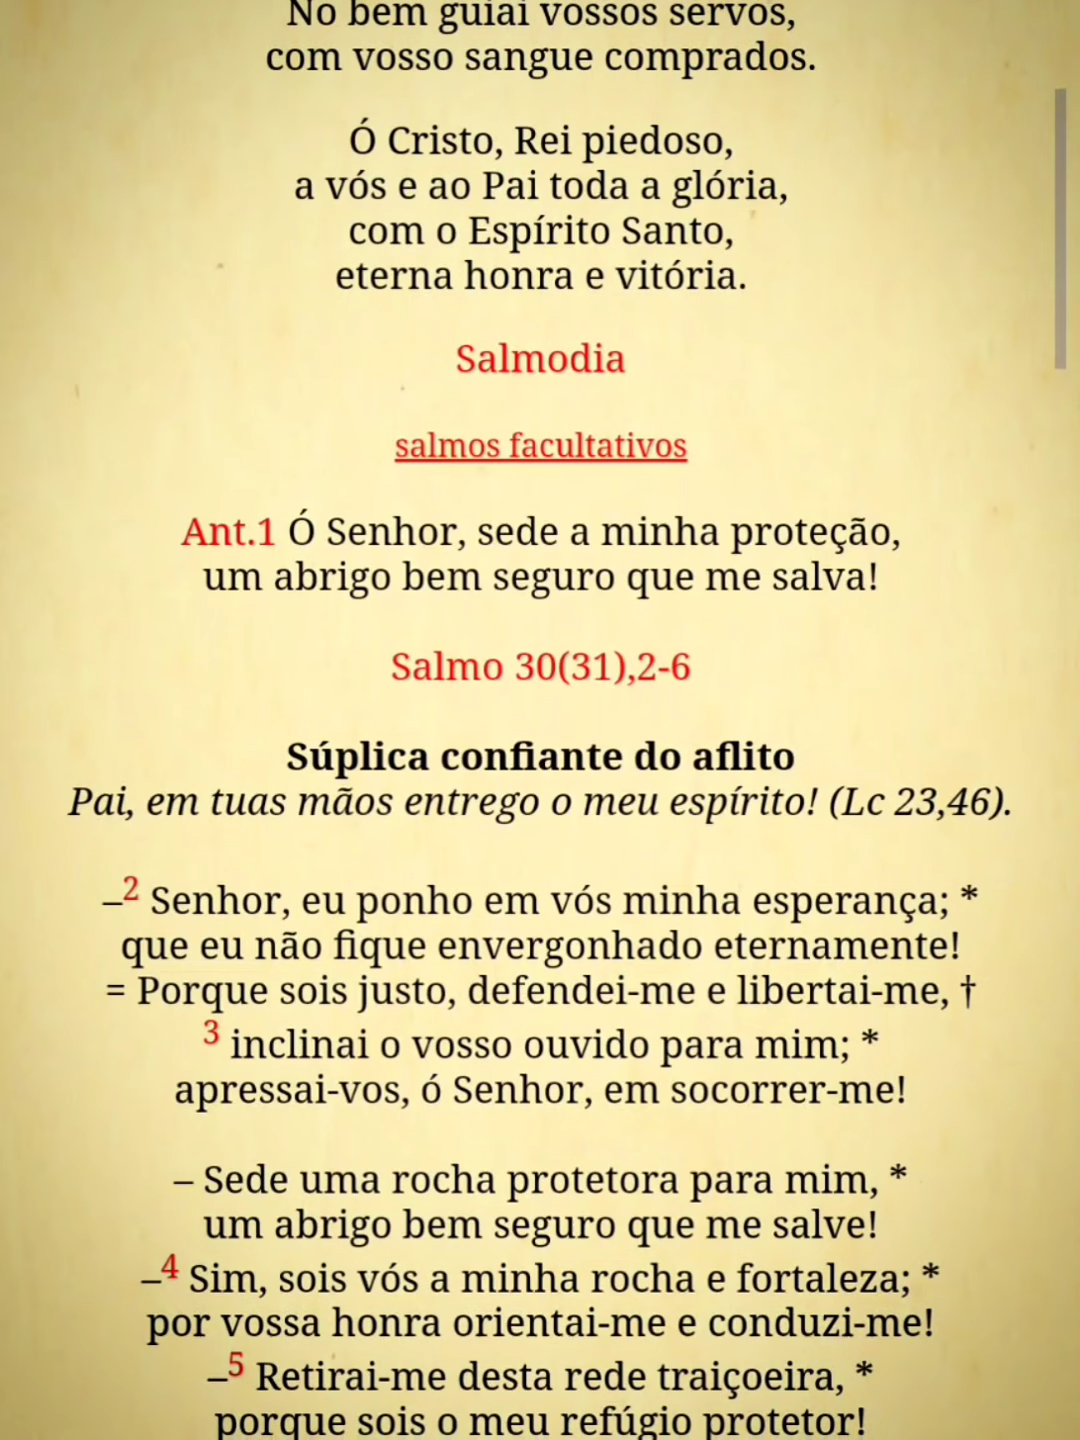 No bem guiai vossos servos,
com vosso sangue comprados.
Ó Cristo, Rei piedoso,
a vós e ao Pai toda a glória,
com o Espírito Santo,
eterna honra e vitória.
Salmodia
salmos facultativos
Ant.1 Ó Senhor, sede a minha proteção,
um abrigo bem seguro que me salva!
Salmo 30(31),2-6
Súplica confiante do aflito
Pai, em tuas mãos entrego o meu espírito! (Lc 23,46).
–2 Senhor, eu ponho em vós minha esperança; *
que eu não fique envergonhado eternamente!
= Porque sois justo, defendei-me e libertai-me, †
3 inclinai o vosso ouvido para mim; *
apressai-vos, ó Senhor, em socorrer-me!
– Sede uma rocha protetora para mim, *
um abrigo bem seguro que me salve!
–4 Sim, sois vós a minha rocha e fortaleza; *
por vossa honra orientai-me e conduzi-me!
–5 Retirai-me desta rede traiçoeira, *
porque sois o meu refúgio protetor!